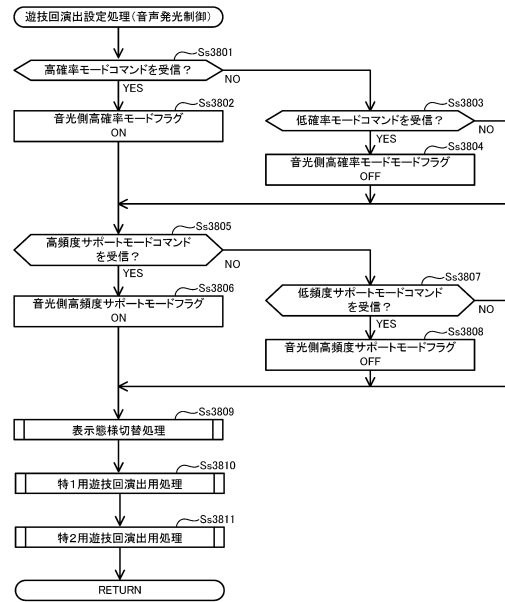 遊技回演出設定処理(音声発光制御)
Ss3801
高確率モードコマンドを受信？
NO
YES
Ss3802
音光側高確率モードフラグ
ON
Ss3803
低確率モードコマンドを受信？
NO
YES
Ss3804
音光側高確率モードモードフラグ
OFF
Ss3805
高頻度サポートモードコマンド
を受信？
NO
YES
Ss3806
音光側高頻度サポートモードフラグ
ON
Ss3807
低頻度サポートモードコマンド
を受信？
NO
YES
Ss3808
音光側高頻度サポートモードフラグ
OFF
Ss3809
表示態様切替処理
Ss3810
特１用遊技回演出用処理
Ss3811
特２用遊技回演出用処理
RETURN